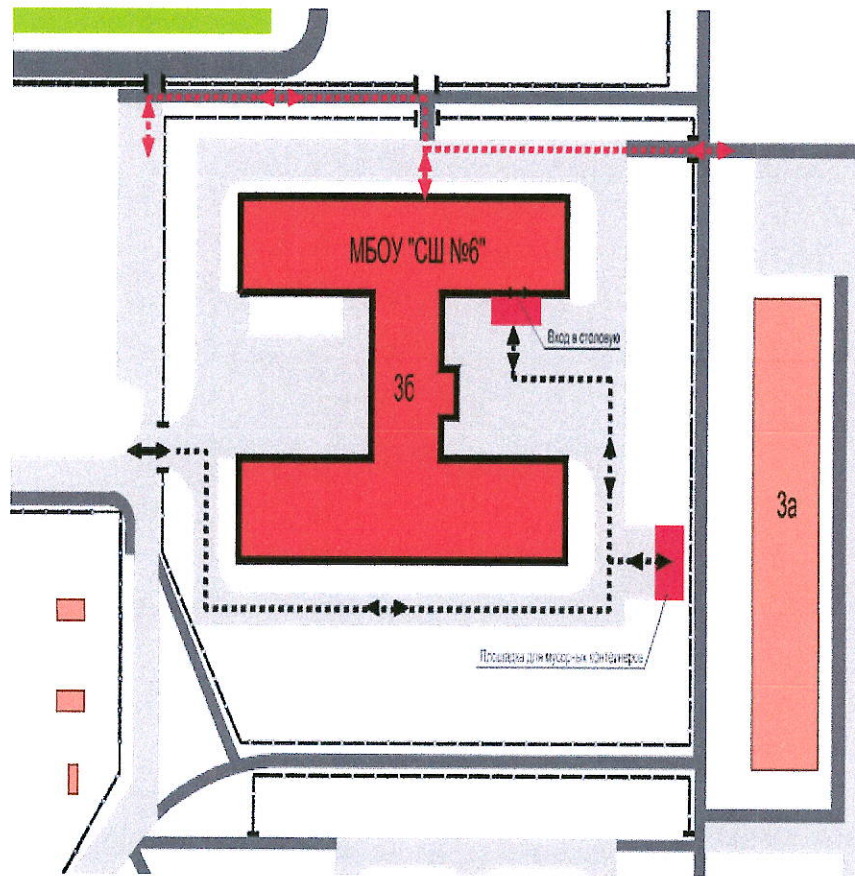 МБОУ "СШ №6"
Вход в столовую
3б
3а
Площадка для мусорных контейнеров